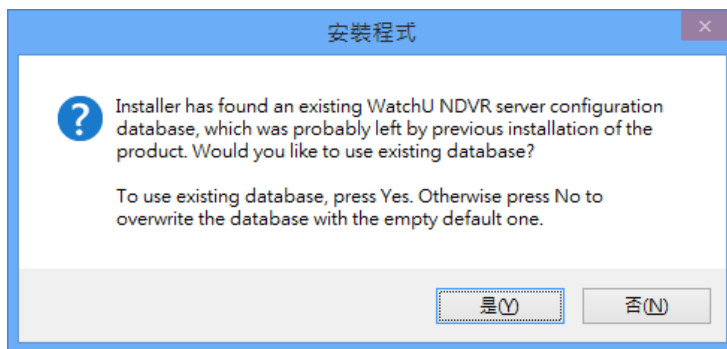 安裝程式
Installer has found an existing WatchU NDVR server configuration
database, which was probably left by previous installation of the
product. Would you like to use existing database?
To use existing database, press Yes. Otherwise press No to
overwrite the database with the empty default one.
是(Y)
否(N)